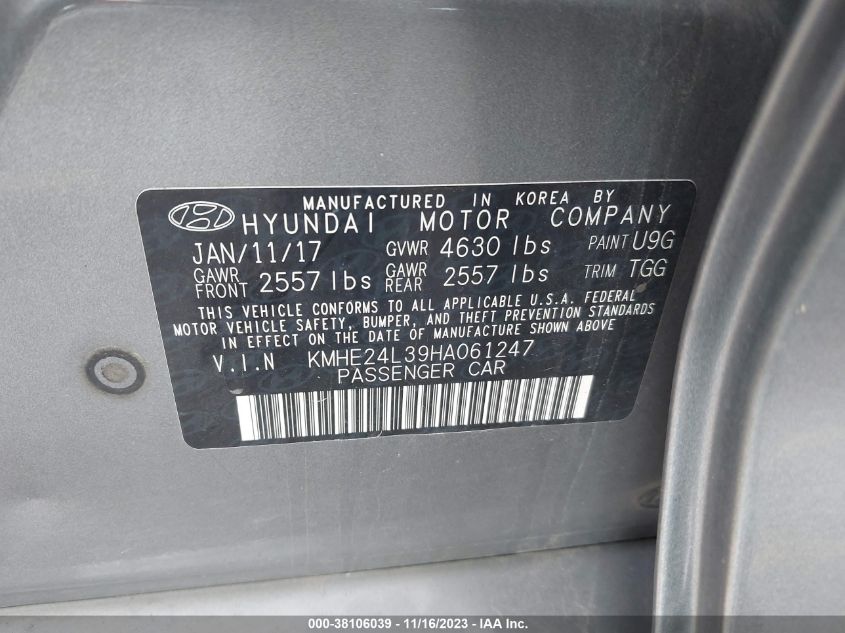 MANUFACTURED IN KOREA BY
HYUNDAI MOTOR COMPANY
JAN/11/17 GVWR 4630 lbs PAINT U9G
GAWR FRONT 2557 lbs GAWR REAR 2557 lbs TRIM TGG
THIS VEHICLE CONFORMS TO ALL APPLICABLE U.S.A. FEDERAL
MOTOR VEHICLE SAFETY, BUMPER, AND THEFT PREVENTION STANDARDS
IN EFFECT ON THE DATE OF MANUFACTURE SHOWN ABOVE.
V.I.N KMHE24L39HA061247
PASSENGER CAR
000-38106039 - 11/16/2023 - IAA Inc.